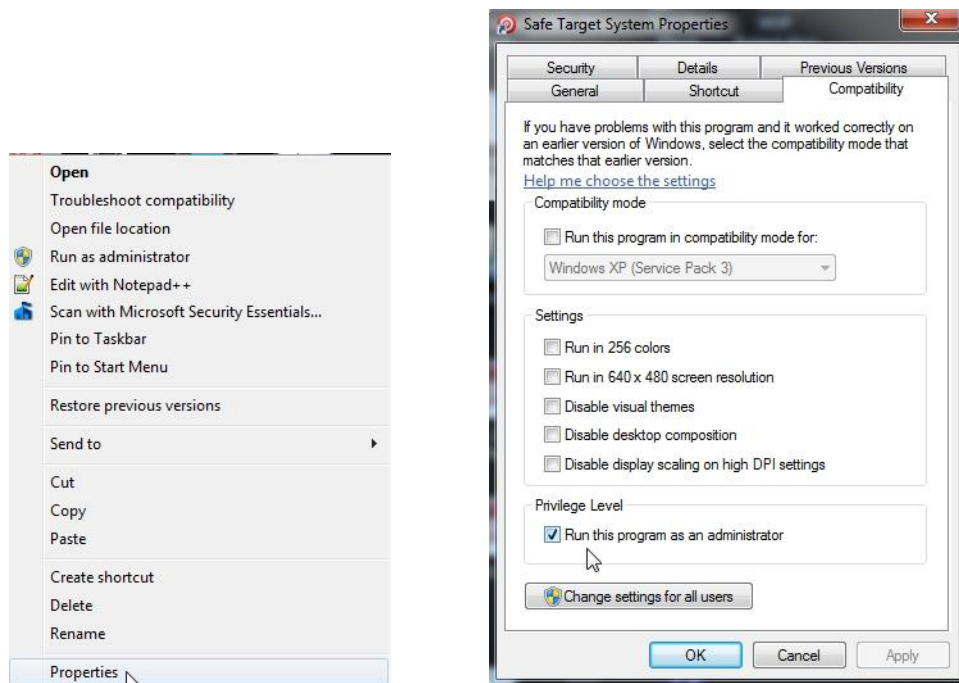 Open
Troubleshoot compatibility
Open file location
Run as administrator
Edit with Notepad++
Scan with Microsoft Security Essentials...
Pin to Taskbar
Pin to Start Menu
Restore previous versions
Send to
Cut
Copy
Paste
Create shortcut
Delete
Rename
Properties
Safe Target System Properties
Security Details Previous Versions
General Shortcut Compatibility
If you have problems with this program and it worked correctly on
an earlier version of Windows, select the compatibility mode that
matches that earlier version.
Help me choose the settings
Compatibility mode
Run this program in compatibility mode for:
Windows XP (Service Pack 3)
Settings
Run in 256 colors
Run in 640 x 480 screen resolution
Disable visual themes
Disable desktop composition
Disable display scaling on high DPI settings
Privilege Level
Run this program as an administrator
Change settings for all users
OK Cancel Apply